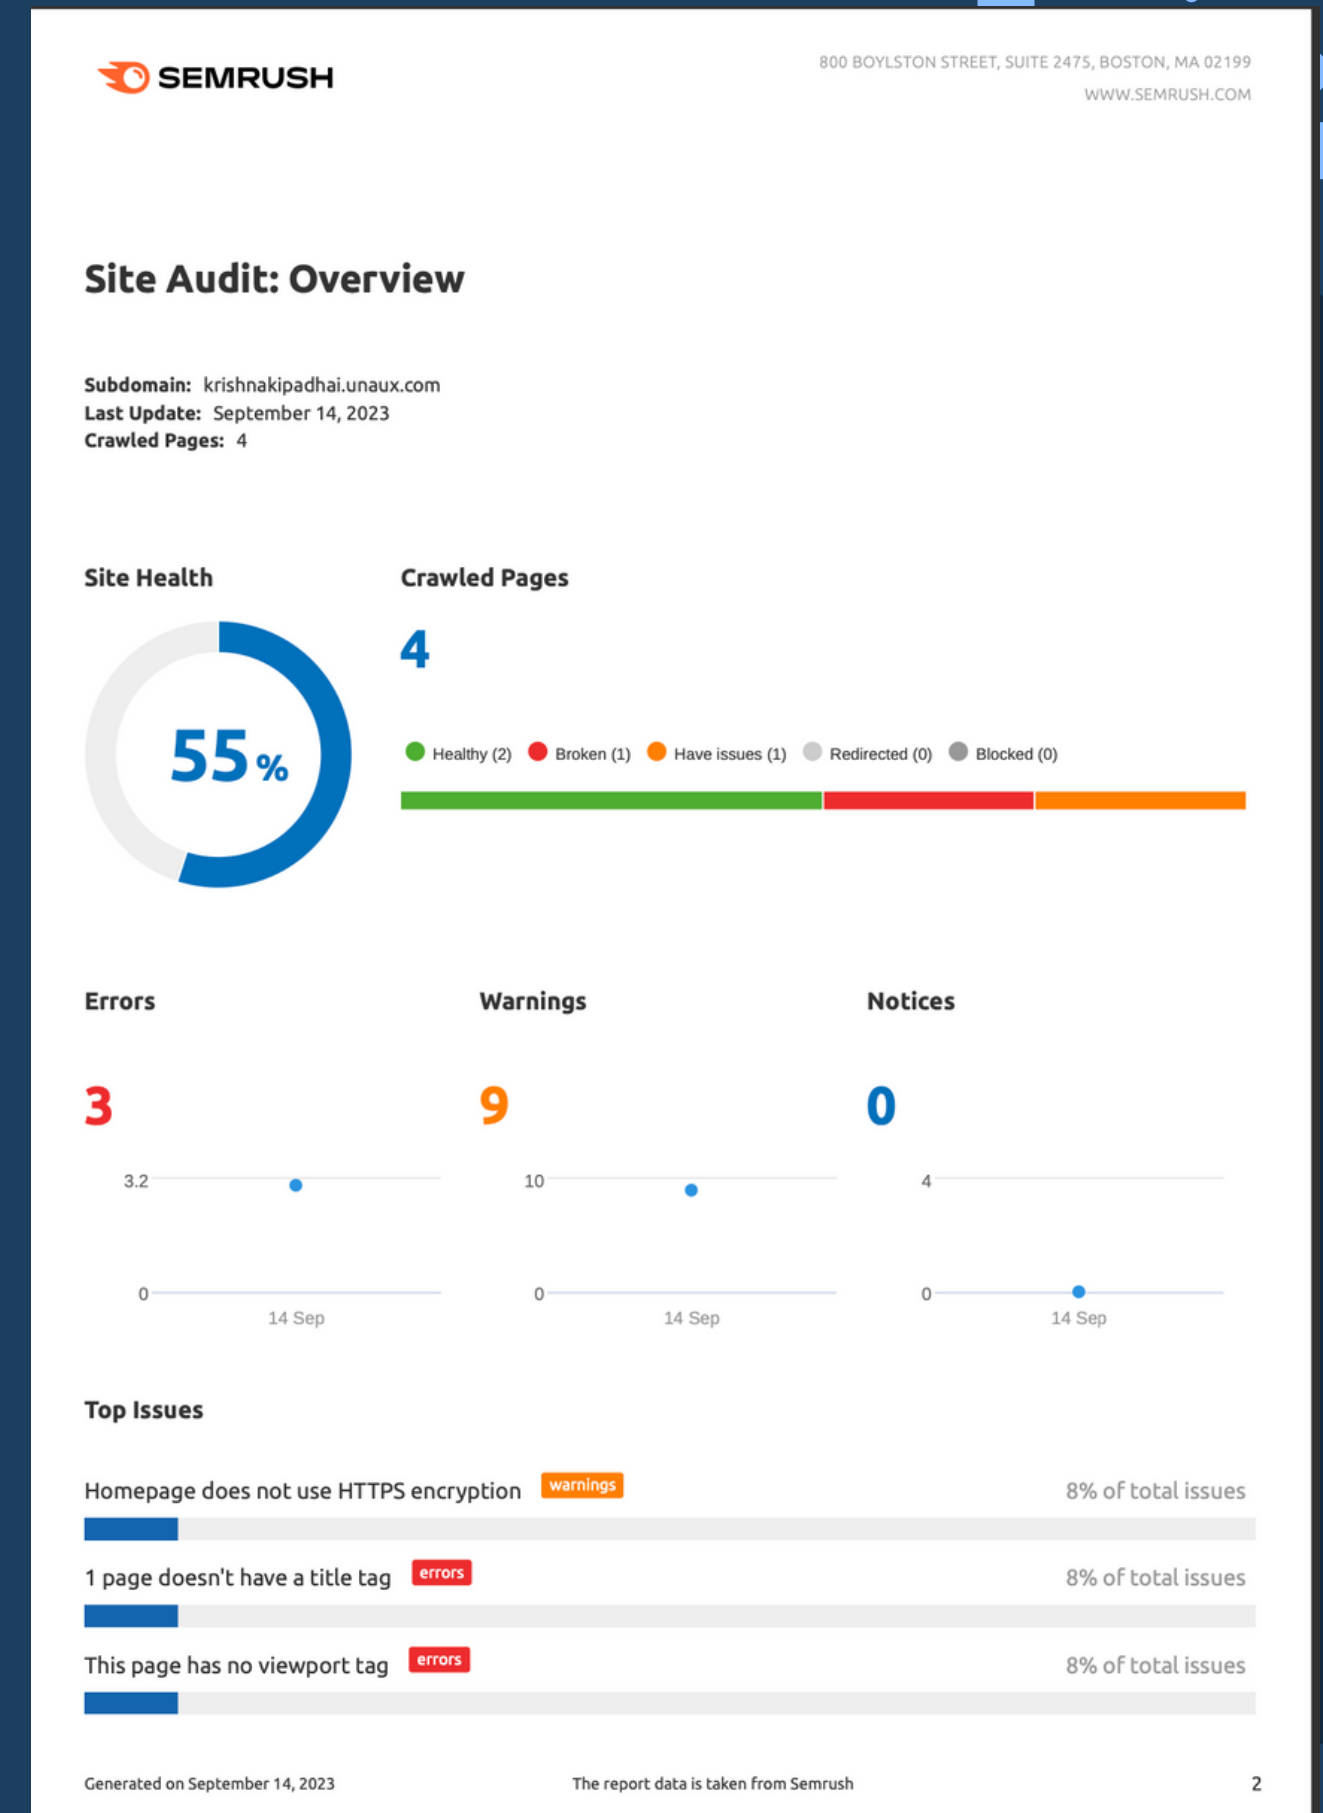 SEMRUSH
800 BOYLSTON STREET, SUITE 2475, BOSTON, MA 02199
WWW.SEMRUSH.COM
Site Audit: Overview
Subdomain: krishnakipadhai.unaux.com
Last Update: September 14, 2023
Crawled Pages: 4
Site Health
55%
Crawled Pages
4
Healthy (2) Broken (1) Have issues (1) Redirected (0) Blocked (0)
Errors Warnings Notices
3 9 0
3.2 10 4
0 0 0
14 Sep 14 Sep 14 Sep
Top Issues
Homepage does not use HTTPS encryption warnings 8% of total issues
1 page doesn't have a title tag errors 8% of total issues
This page has no viewport tag errors 8% of total issues
Generated on September 14, 2023 The report data is taken from Semrush 2